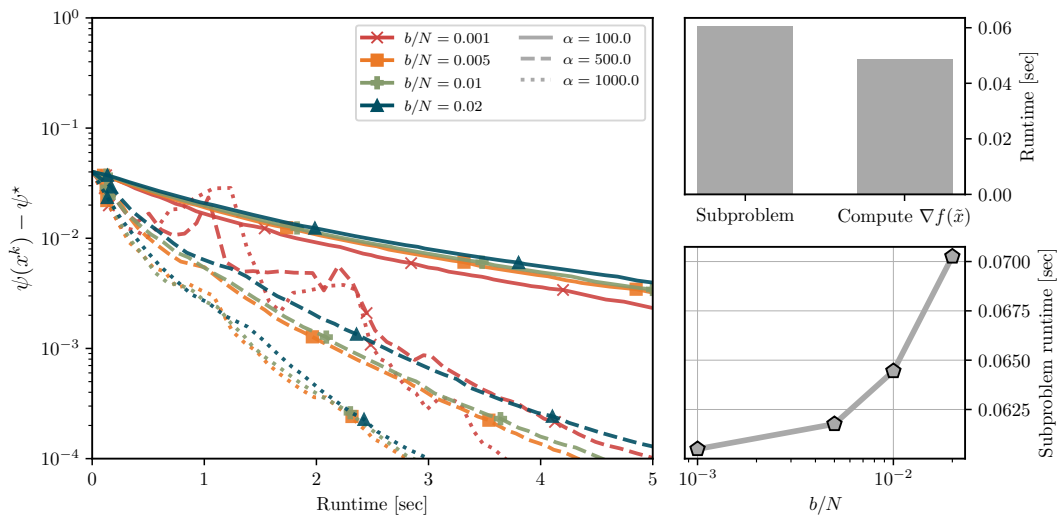 10⁰
10⁻¹
10⁻²
10⁻³
10⁻⁴
ψ(xᵏ) − ψ⋆
0
1
2
3
4
5
Runtime [sec]
b/N = 0.001
b/N = 0.005
b/N = 0.01
b/N = 0.02
α = 100.0
α = 500.0
α = 1000.0
0.06
0.04
0.02
0.00
Runtime [sec]
Subproblem
Compute ∇f(x̃)
0.0700
0.0675
0.0650
0.0625
Subproblem runtime [sec]
10⁻³
10⁻²
b/N